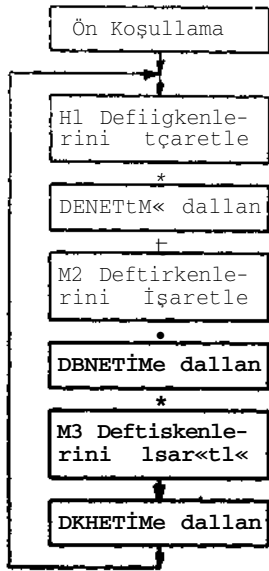 Ön Koşullama
H1 Defiigkenle-
rini tçaretle
*
DENETtM« dallan
†
M2 Deftirkenle-
rini İşaretle
•
DBNETİMe dallan
*
M3 Deftiskenle-
rini lsar«tl«
DKHETİMe dallan